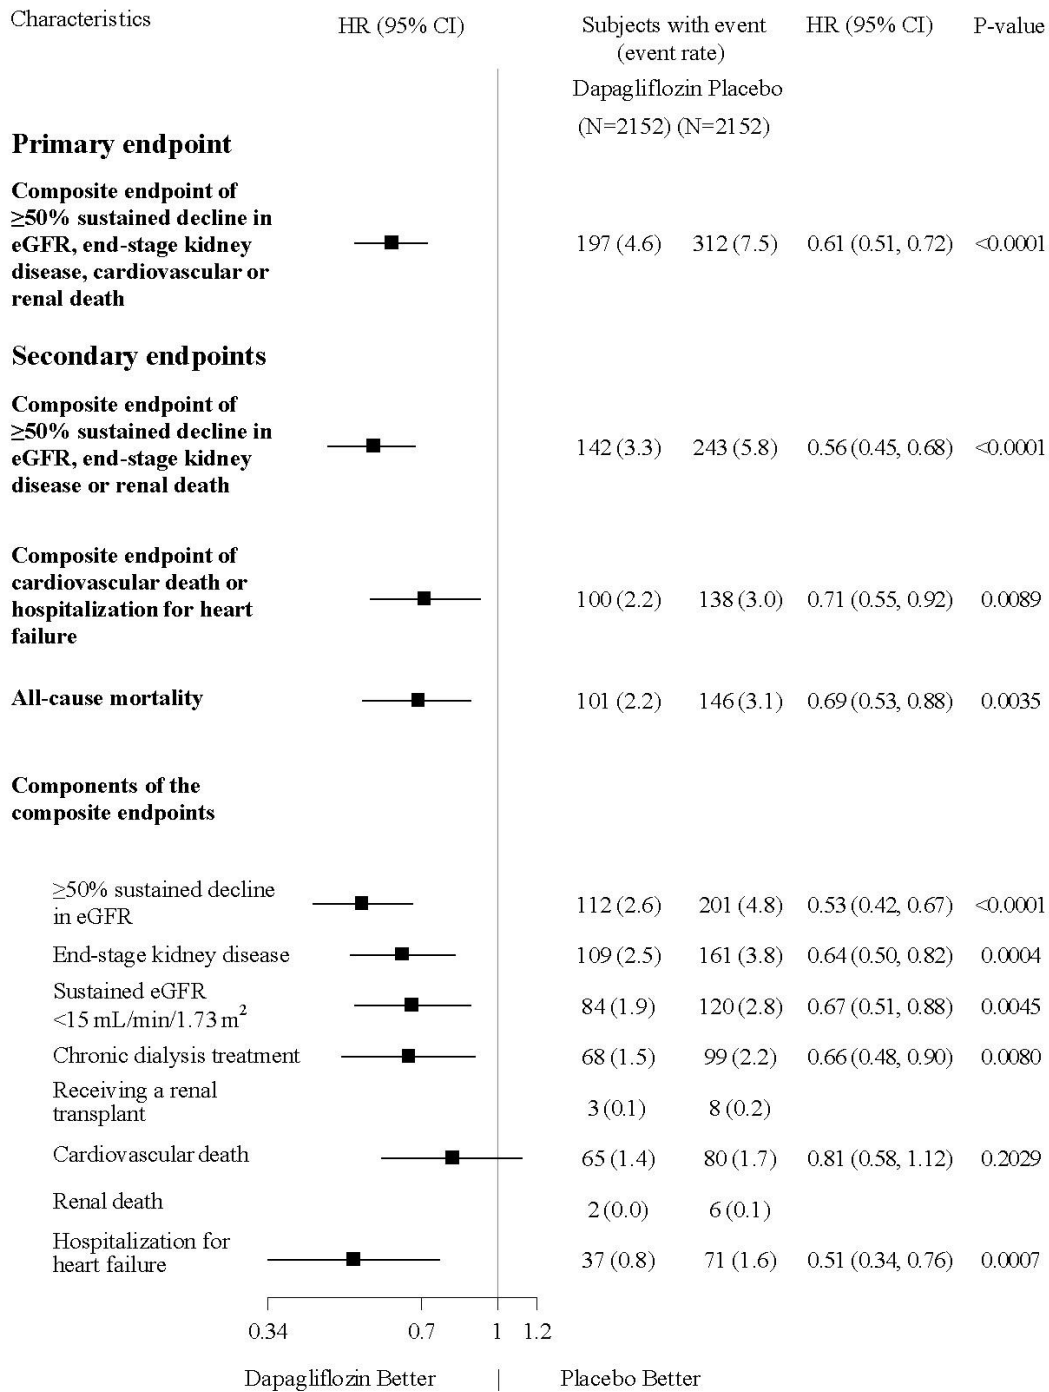 Characteristics HR (95% CI) Subjects with event HR (95% CI) P-value
(event rate)
Dapagliflozin Placebo
(N=2152) (N=2152)
Primary endpoint
Composite endpoint of
≥50% sustained decline in
eGFR, end-stage kidney 197 (4.6) 312 (7.5) 0.61 (0.51, 0.72) <0.0001
disease, cardiovascular or
renal death
Secondary endpoints
Composite endpoint of
≥50% sustained decline in
eGFR, end-stage kidney 142 (3.3) 243 (5.8) 0.56 (0.45, 0.68) <0.0001
disease or renal death
Composite endpoint of
cardiovascular death or
hospitalization for heart 100 (2.2) 138 (3.0) 0.71 (0.55, 0.92) 0.0089
failure
All-cause mortality 101 (2.2) 146 (3.1) 0.69 (0.53, 0.88) 0.0035
Components of the
composite endpoints
≥50% sustained decline
in eGFR 112 (2.6) 201 (4.8) 0.53 (0.42, 0.67) <0.0001
End-stage kidney disease 109 (2.5) 161 (3.8) 0.64 (0.50, 0.82) 0.0004
Sustained eGFR
<15 mL/min/1.73 m² 84 (1.9) 120 (2.8) 0.67 (0.51, 0.88) 0.0045
Chronic dialysis treatment 68 (1.5) 99 (2.2) 0.66 (0.48, 0.90) 0.0080
Receiving a renal
transplant 3 (0.1) 8 (0.2)
Cardiovascular death 65 (1.4) 80 (1.7) 0.81 (0.58, 1.12) 0.2029
Renal death 2 (0.0) 6 (0.1)
Hospitalization for
heart failure 37 (0.8) 71 (1.6) 0.51 (0.34, 0.76) 0.0007
0.34 0.7 1 1.2
Dapagliflozin Better | Placebo Better